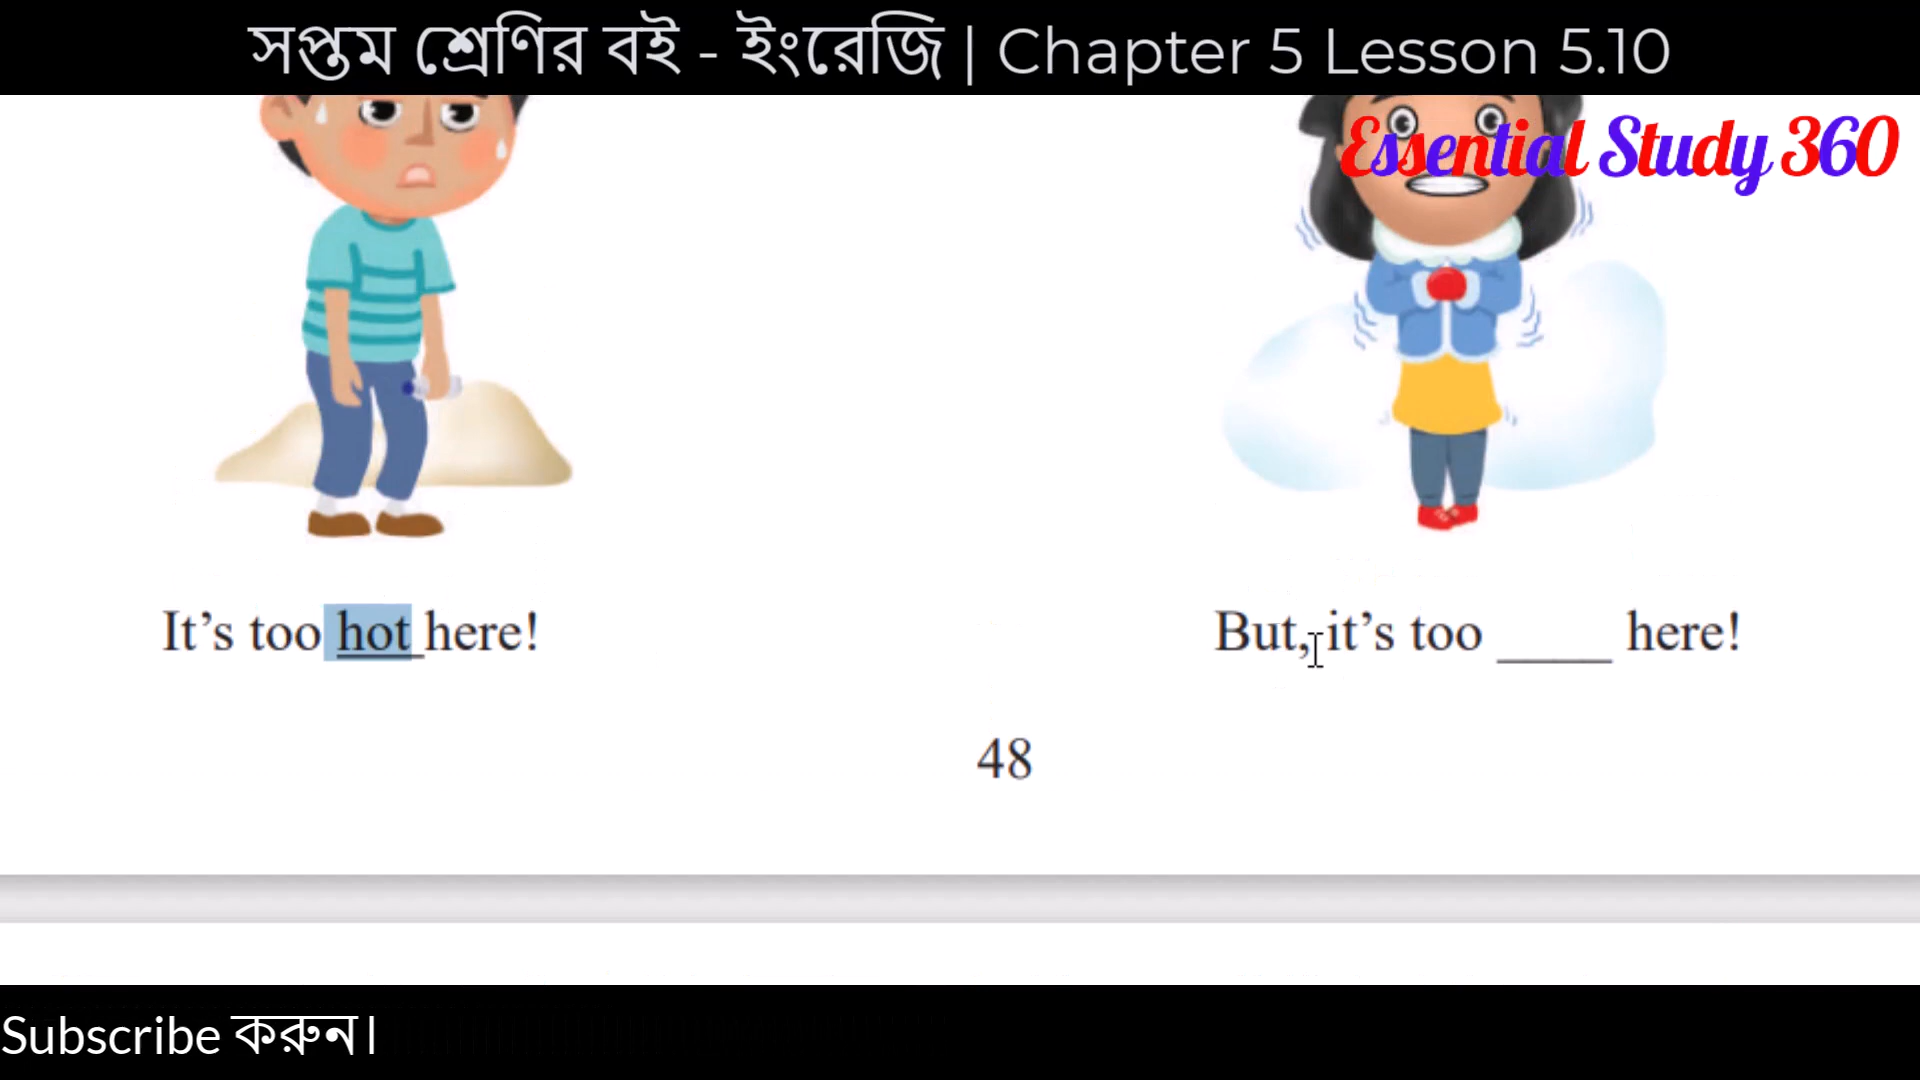 সপ্তম শ্রেণির বই - ইংরেজি | Chapter 5 Lesson 5.10
Essential Study 360
It’s too hot here!
But, it’s too ____ here!
48
Subscribe করুন।